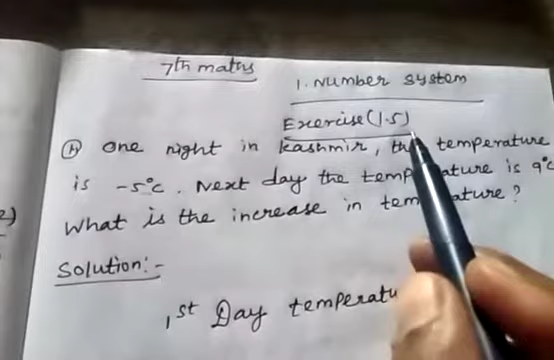 7th maths
1. Number system
Exercise (1.5)
① One night in Kashmir, the temperature
is -5°c. Next day the temperature is 9°c
2)
What is the increase in temperature?
Solution:-
1st Day temperatu